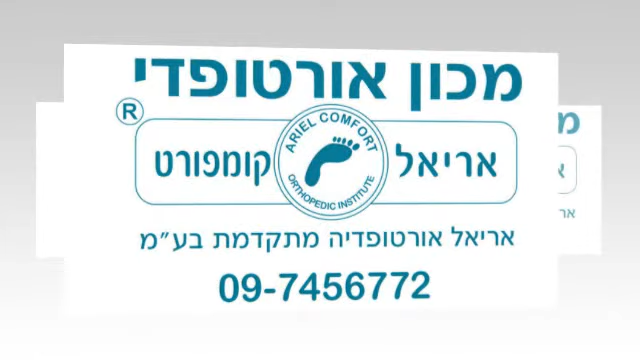 מכון אורטופדי
®
אריאל קומפורט
ARIEL COMFORT
ORTHOPEDIC INSTITUTE
אריאל אורטופדיה מתקדמת בע״מ
09-7456772